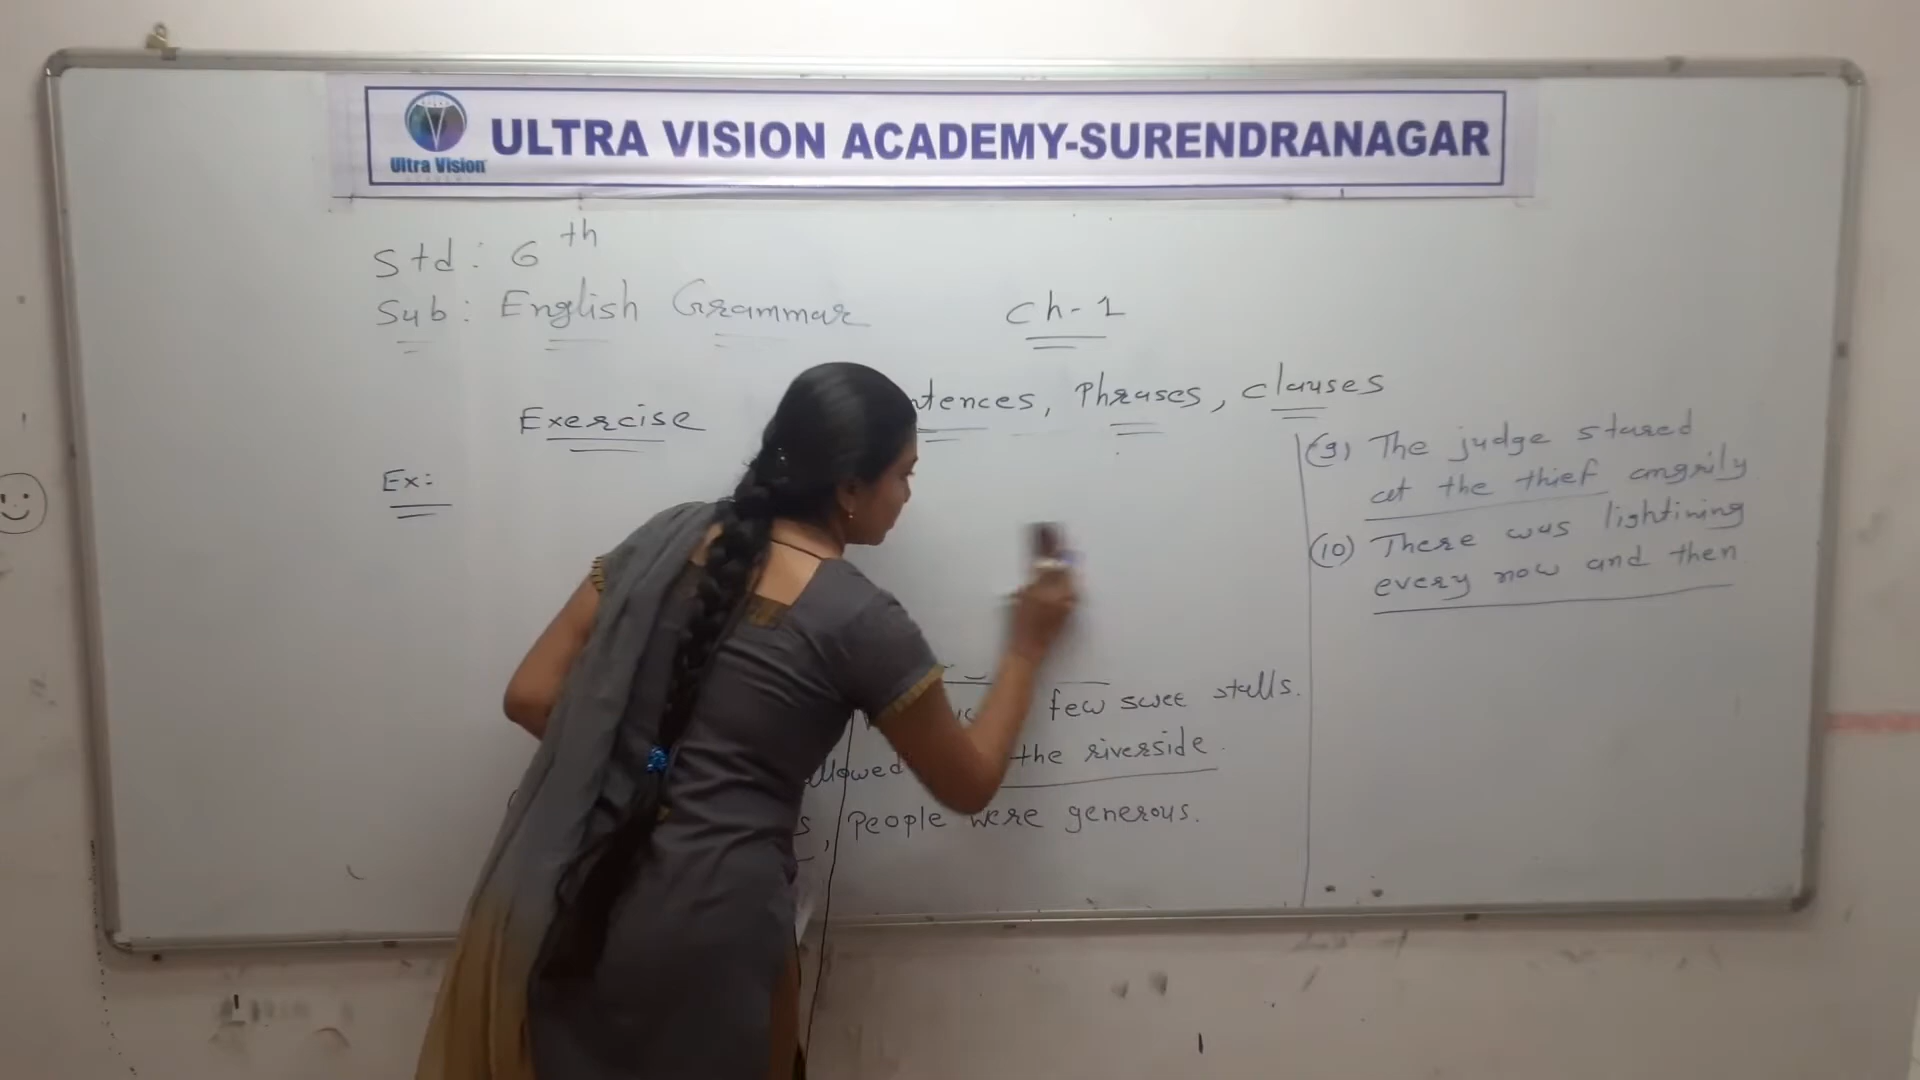 Ultra Vision
ULTRA VISION ACADEMY-SURENDRANAGAR
Std: 6th
Sub: English Grammar
Ch-1
Exercise
ntences, Phrases, clauses
Ex:
few swee stalls.
llowed the riverside.
s, People were generous.
(9) The judge stared
at the thief angrily
(10) There was lightining
every now and then